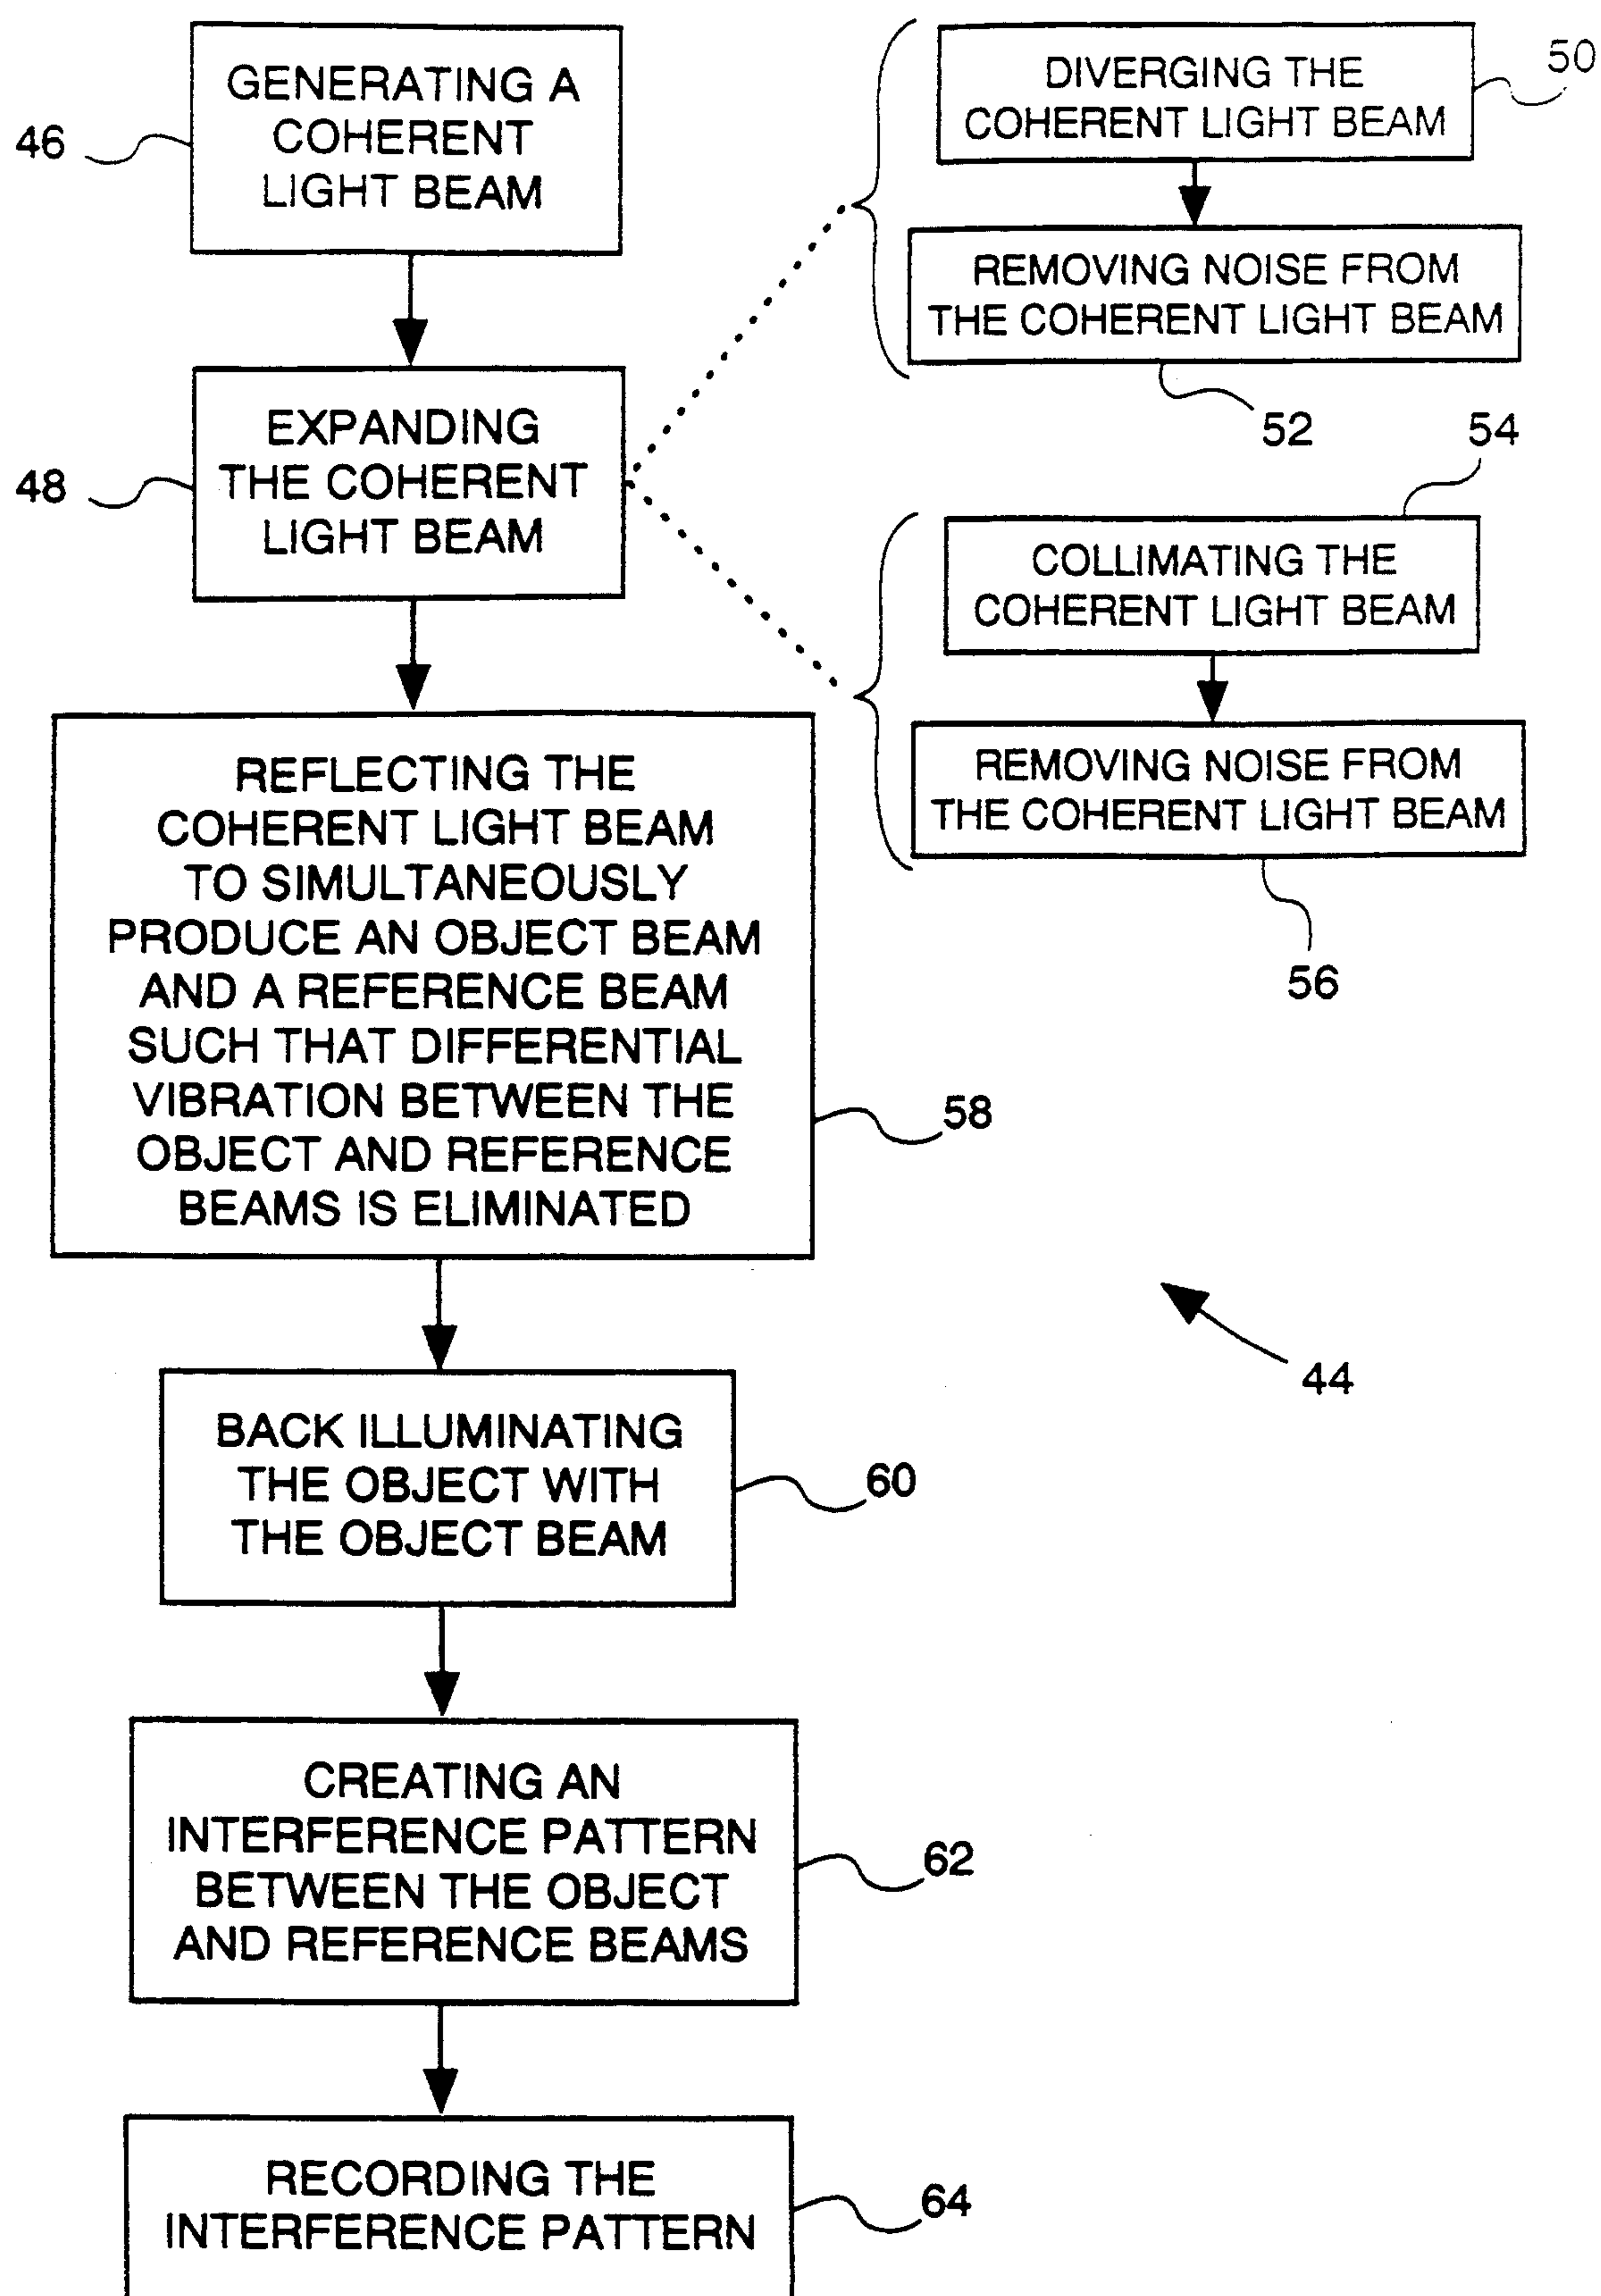 GENERATING A
COHERENT
LIGHT BEAM
46
EXPANDING
THE COHERENT
LIGHT BEAM
48
DIVERGING THE
COHERENT LIGHT BEAM
50
REMOVING NOISE FROM
THE COHERENT LIGHT BEAM
52
54
COLLIMATING THE
COHERENT LIGHT BEAM
REMOVING NOISE FROM
THE COHERENT LIGHT BEAM
56
REFLECTING THE
COHERENT LIGHT BEAM
TO SIMULTANEOUSLY
PRODUCE AN OBJECT BEAM
AND A REFERENCE BEAM
SUCH THAT DIFFERENTIAL
VIBRATION BETWEEN THE
OBJECT AND REFERENCE
BEAMS IS ELIMINATED
58
44
BACK ILLUMINATING
THE OBJECT WITH
THE OBJECT BEAM
60
CREATING AN
INTERFERENCE PATTERN
BETWEEN THE OBJECT
AND REFERENCE BEAMS
62
RECORDING THE
INTERFERENCE PATTERN
64